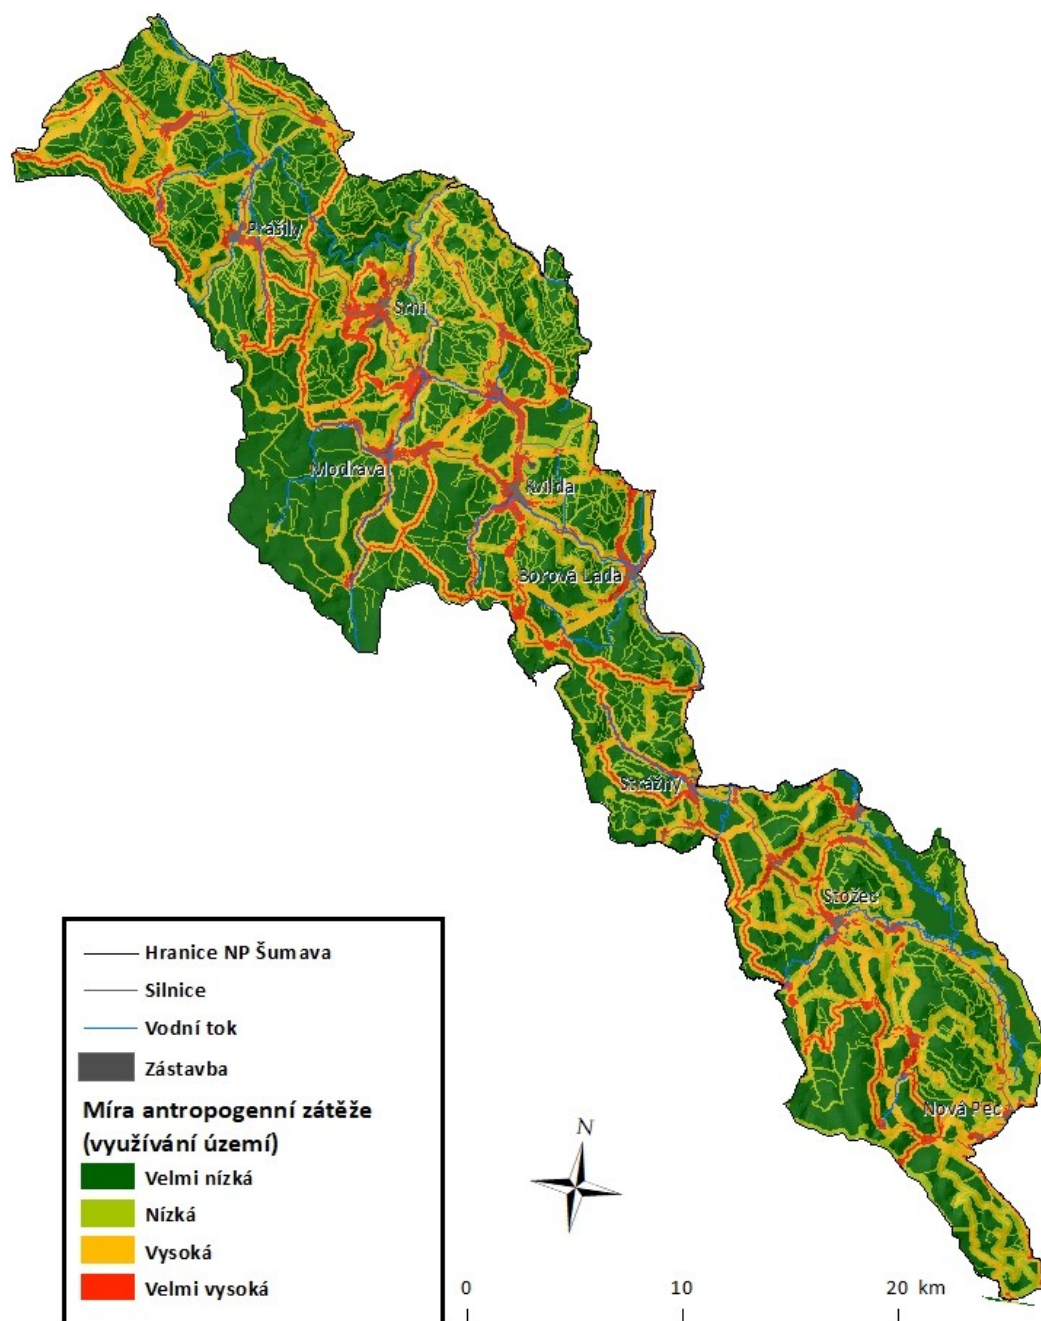 Prášily
Srní
Modrava
Kvilda
Borová Lada
Strážný
Stožec
Nová Pec
Hranice NP Šumava
Silnice
Vodní tok
Zástavba
Míra antropogenní zátěže
(využívání území)
Velmi nízká
Nízká
Vysoká
Velmi vysoká
N
0 10 20 km